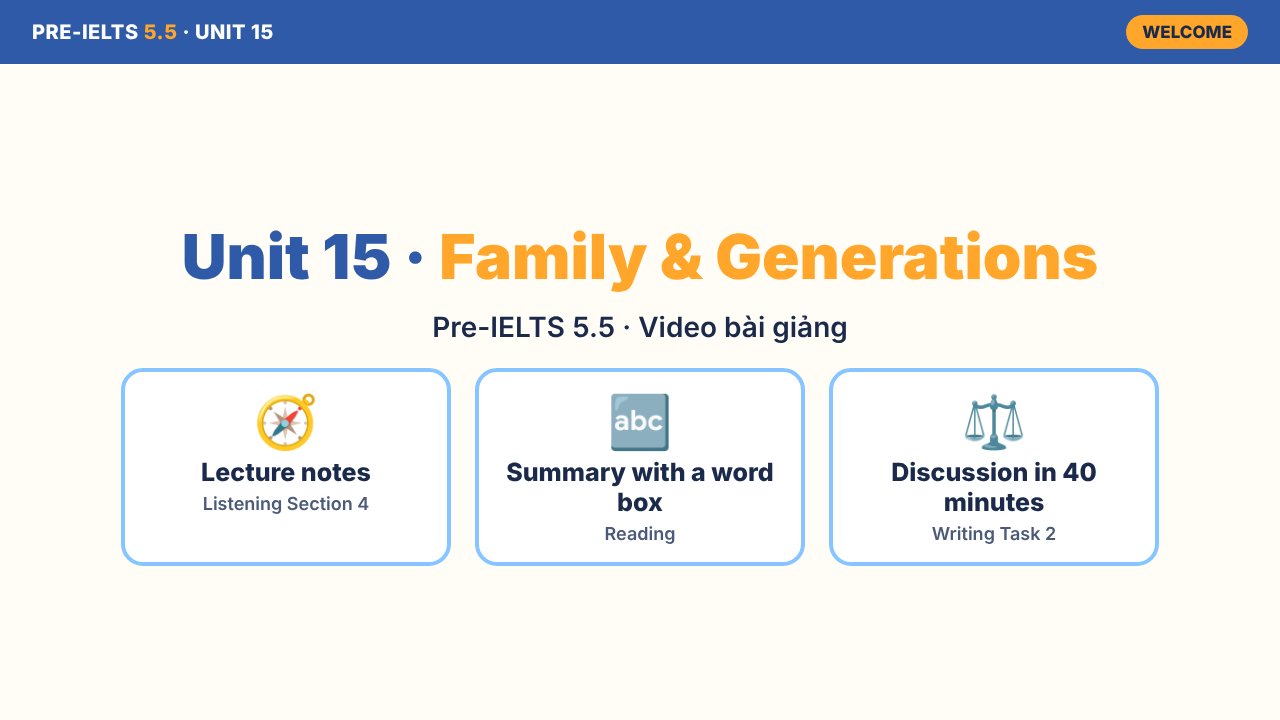 PRE-IELTS 5.5 · UNIT 15
WELCOME
Unit 15 · Family & Generations
Pre-IELTS 5.5 · Video bài giảng
Lecture notes
Listening Section 4
abc
Summary with a word
box
Reading
Discussion in 40
minutes
Writing Task 2